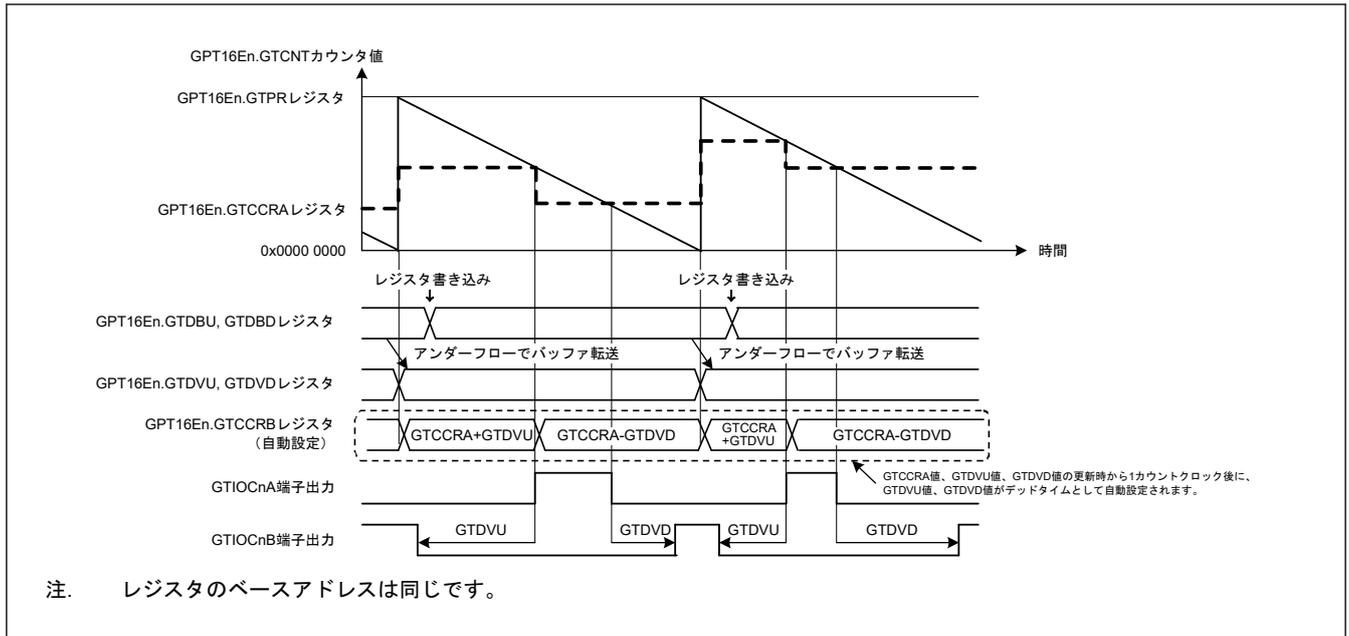 GPT16En.GTCNTカウンタ値
GPT16En.GTPRレジスタ
GPT16En.GTCCRAレジスタ
0x0000 0000
時間
レジスタ書き込み
レジスタ書き込み
GPT16En.GTDBU, GTDBDレジスタ
アンダーフローでバッファ転送
アンダーフローでバッファ転送
GPT16En.GTDVU, GTDVDレジスタ
GPT16En.GTCCRBレジスタ
（自動設定）
GTCCRA+GTDVU
GTCCRA-GTDVD
GTCCRA
+GTDVU
GTCCRA-GTDVD
GTCCRA値、GTDVU値、GTDVD値の更新時から1カウントクロック後に、
GTDVU値、GTDVD値がデッドタイムとして自動設定されます。
GTIOCnA端子出力
GTIOCnB端子出力
GTDVU
GTDVD
GTDVU
GTDVD
注. レジスタのベースアドレスは同じです。